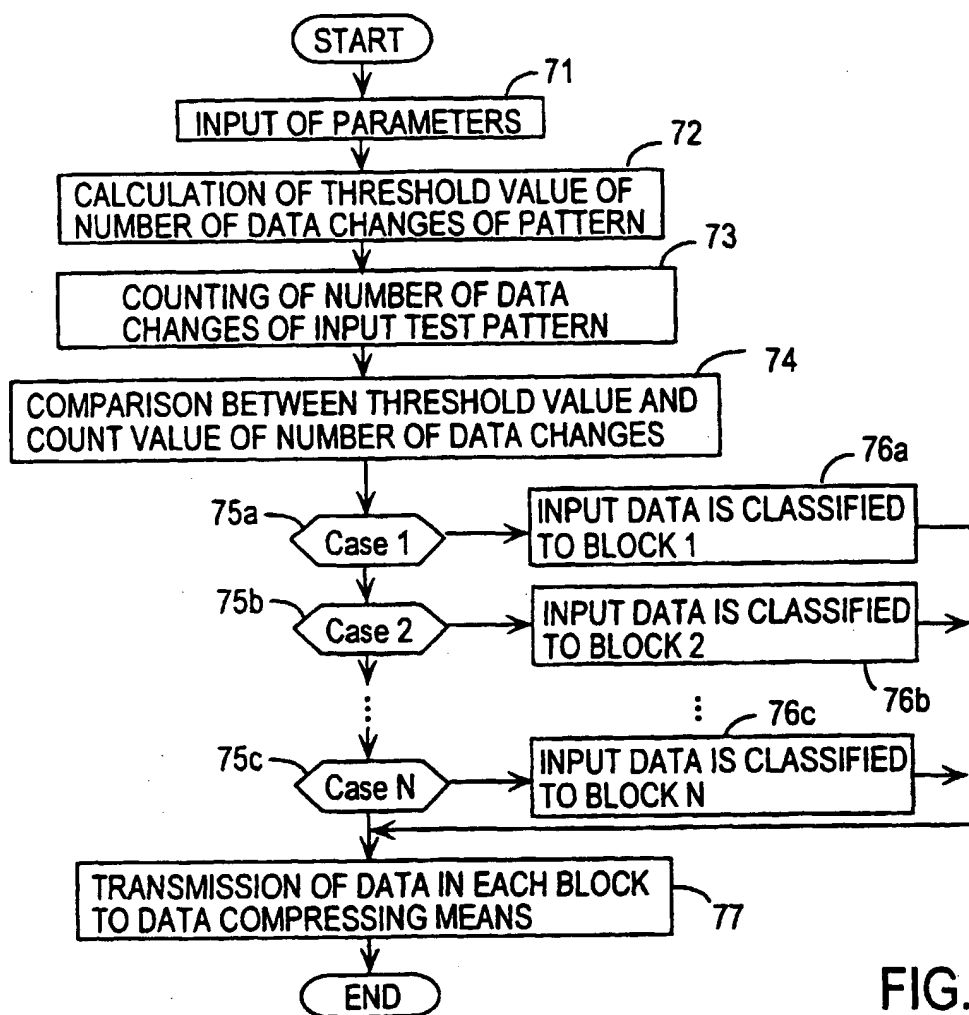 START
71
INPUT OF PARAMETERS
72
CALCULATION OF THRESHOLD VALUE OF
NUMBER OF DATA CHANGES OF PATTERN
73
COUNTING OF NUMBER OF DATA
CHANGES OF INPUT TEST PATTERN
74
COMPARISON BETWEEN THRESHOLD VALUE AND
COUNT VALUE OF NUMBER OF DATA CHANGES
75a
Case 1
76a
INPUT DATA IS CLASSIFIED
TO BLOCK 1
75b
Case 2
INPUT DATA IS CLASSIFIED
TO BLOCK 2
76b
75c
Case N
76c
INPUT DATA IS CLASSIFIED
TO BLOCK N
TRANSMISSION OF DATA IN EACH BLOCK
TO DATA COMPRESSING MEANS
77
END
FIG.